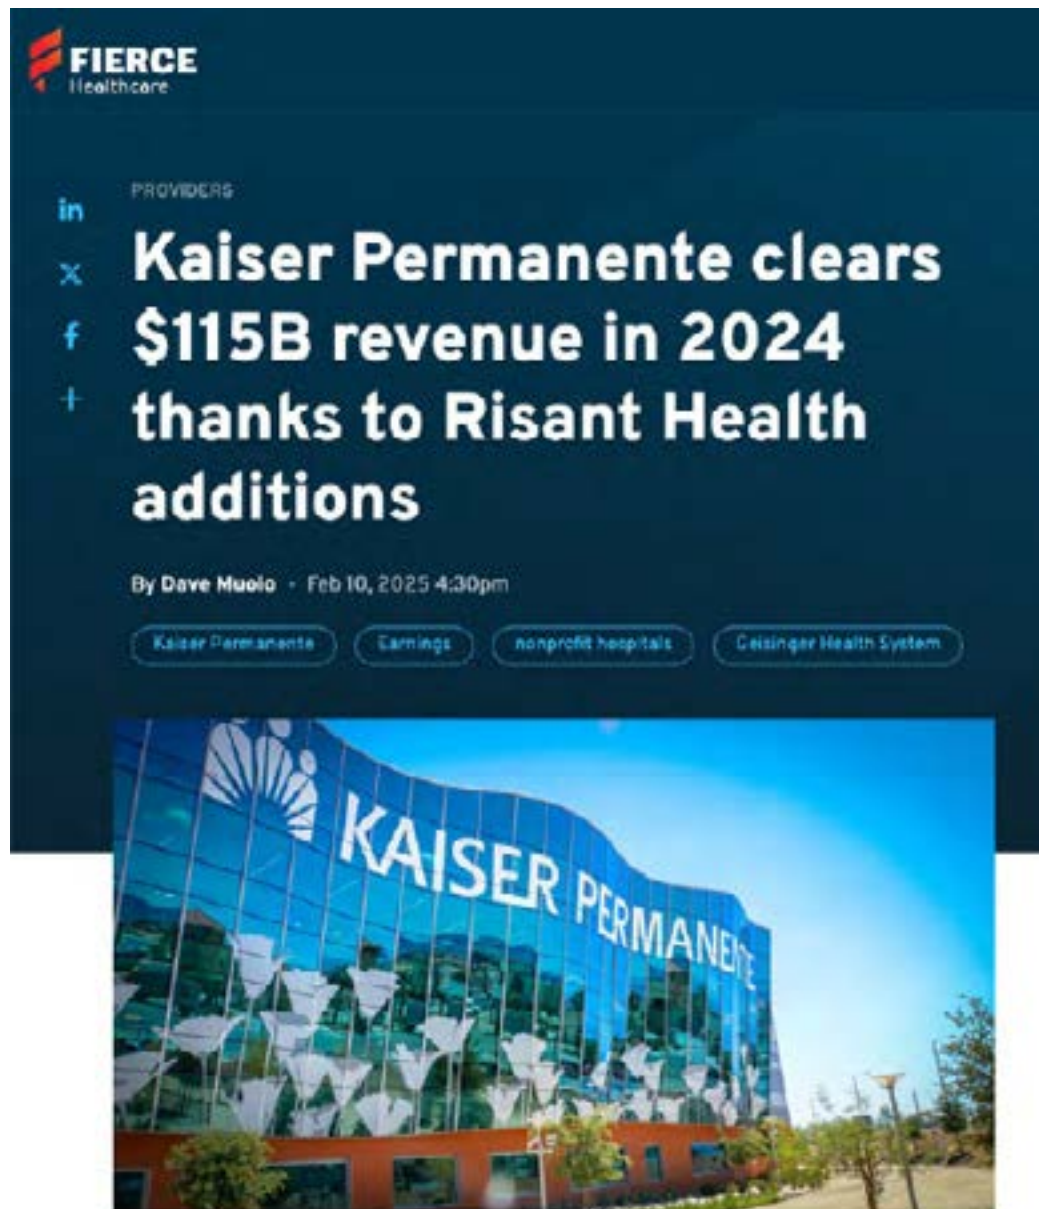 FIERCE
Healthcare
PROVIDERS
in
X
f
+
Kaiser Permanente clears
$115B revenue in 2024
thanks to Risant Health
additions
By Dave Muoio - Feb 10, 2025 4:30pm
Kaiser Permanente
Earnings
nonprofit hospitals
Geisinger Health System
KAISER PERMANENTE